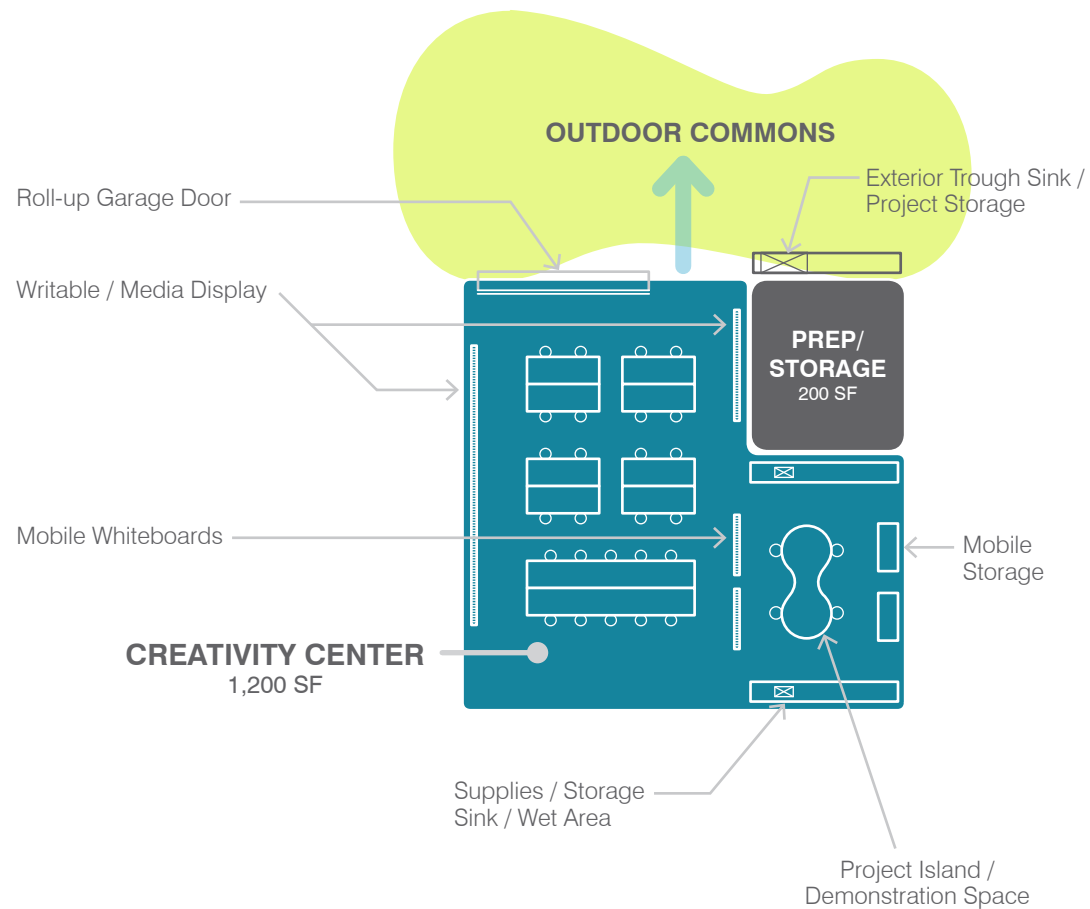 OUTDOOR COMMONS
Exterior Trough Sink /
Project Storage
Roll-up Garage Door
Writable / Media Display
PREP/
STORAGE
200 SF
Mobile Whiteboards
Mobile
Storage
CREATIVITY CENTER
1,200 SF
Supplies / Storage
Sink / Wet Area
Project Island /
Demonstration Space